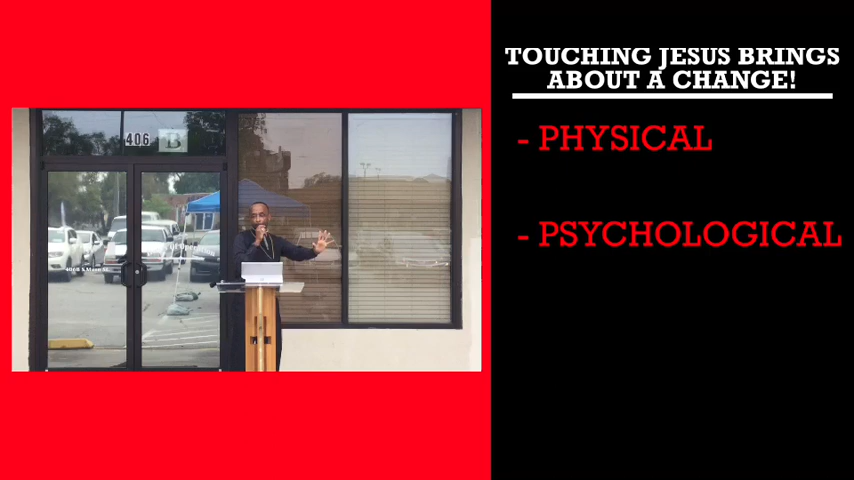 TOUCHING JESUS BRINGS
ABOUT A CHANGE!
- PHYSICAL
- PSYCHOLOGICAL
406 B